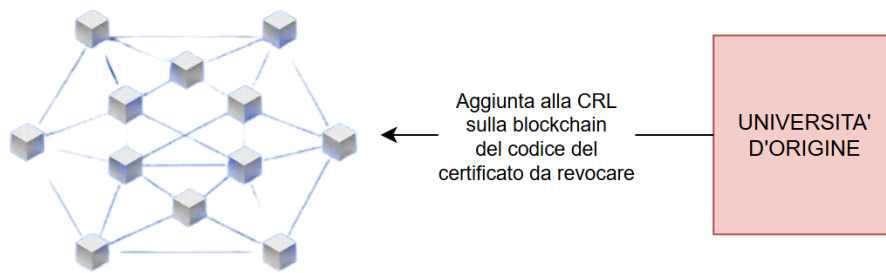 Aggiunta alla CRL
sulla blockchain
del codice del
certificato da revocare
UNIVERSITA'
D'ORIGINE